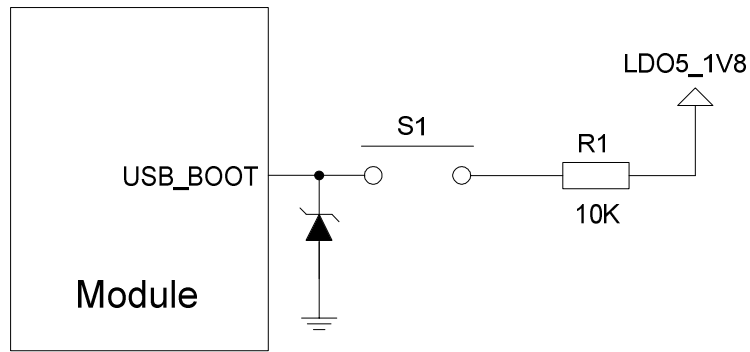 LDO5_1V8
S1
R1
USB_BOOT
10K
Module